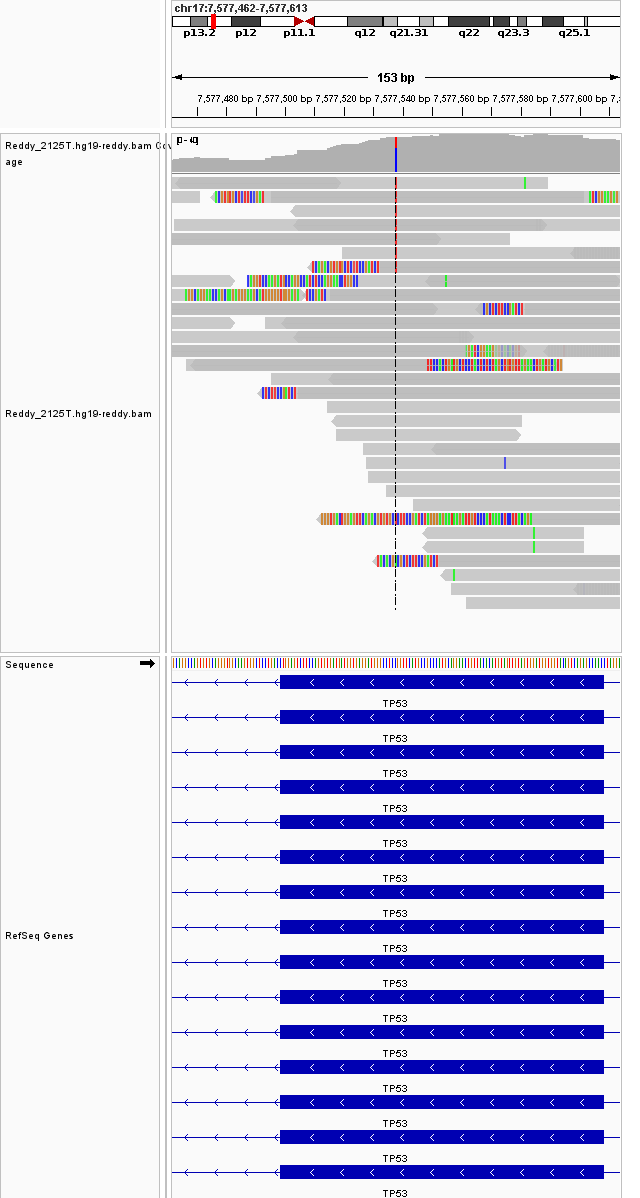 chr17:7,577,462-7,577,613
p13.2 p12 p11.1 q12 q21.31 q22 q23.3 q25.1
153 bp
7,577,480 bp 7,577,500 bp 7,577,520 bp 7,577,540 bp 7,577,560 bp 7,577,580 bp 7,577,600 bp
Reddy_2125T.hg19-reddy.bam Cov
age
Reddy_2125T.hg19-reddy.bam
Sequence
TP53
TP53
TP53
TP53
TP53
TP53
TP53
RefSeq Genes
TP53
TP53
TP53
TP53
TP53
TP53
TP53
TP53